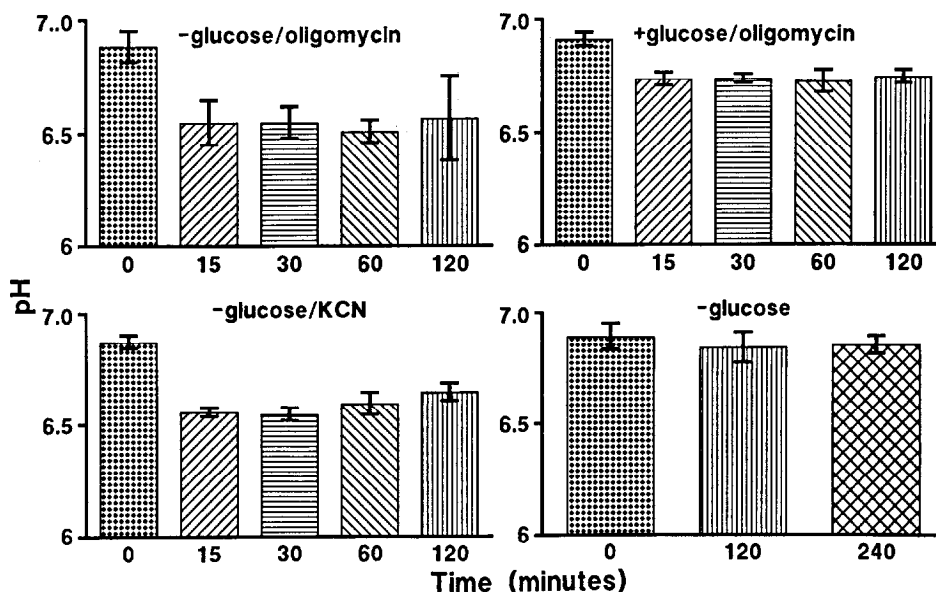 7..0
-glucose/oligomycin
6.5
6
0 15 30 60 120
7.0
+glucose/oligomycin
6.5
6
0 15 30 60 120
pH
7.0
-glucose/KCN
6.5
6
0 15 30 60 120
7.0
-glucose
6.5
6
0 120 240
Time (minutes)